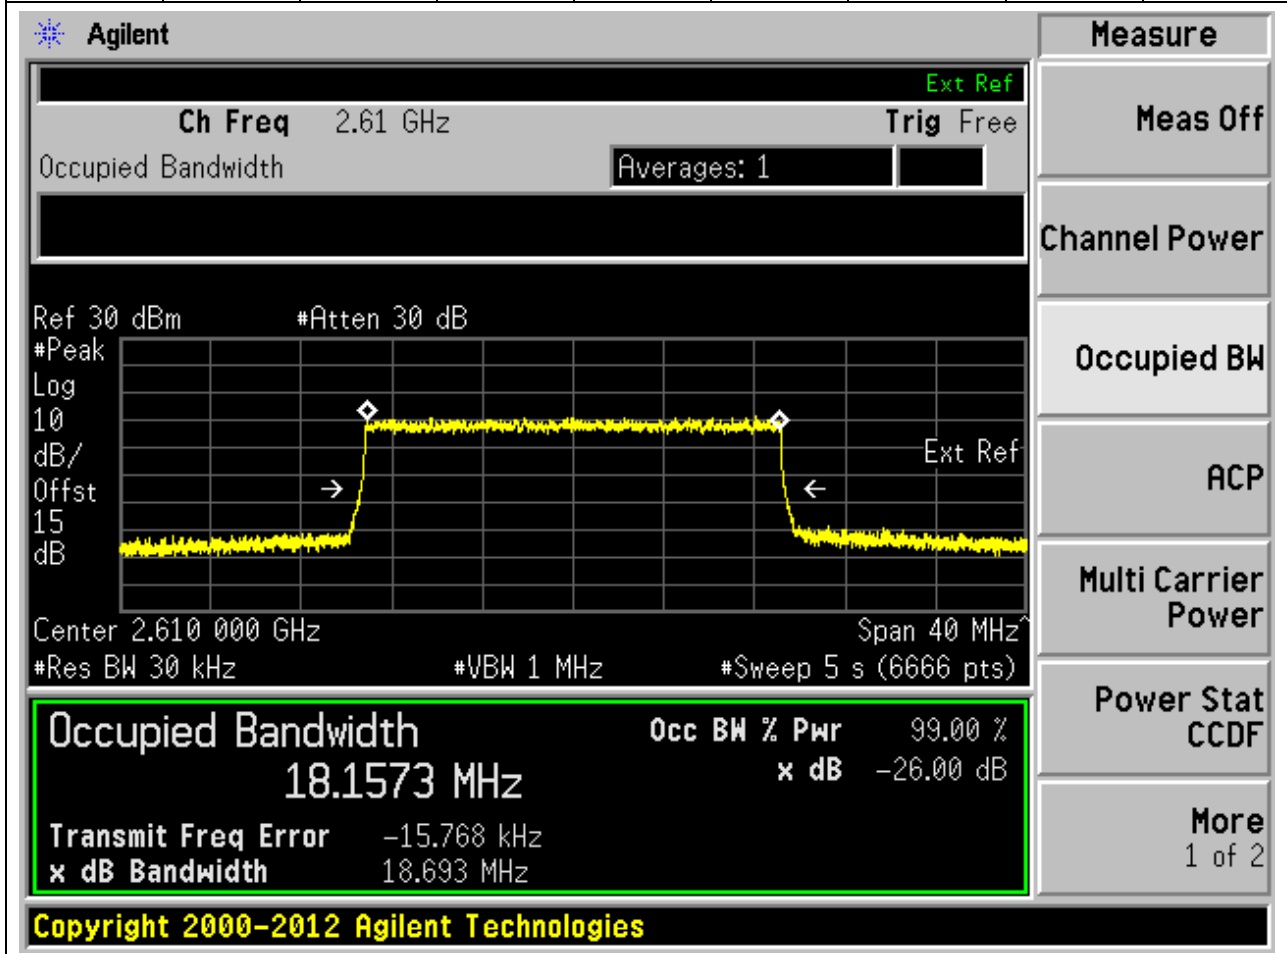 Agilent
Measure
Ext Ref
Ch Freq 2.61 GHz Trig Free
Meas Off
Occupied Bandwidth Averages: 1
Channel Power
Ref 30 dBm #Atten 30 dB
#Peak
Log
10
dB/
Offst
15
dB
Ext Ref
Occupied BW
ACP
Center 2.610 000 GHz Span 40 MHz^
#Res BW 30 kHz #VBW 1 MHz #Sweep 5 s (6666 pts)
Multi Carrier
Power
Occupied Bandwidth Occ BW % Pwr 99.00 %
18.1573 MHz x dB -26.00 dB
Transmit Freq Error -15.768 kHz
x dB Bandwidth 18.693 MHz
Power Stat
CCDF
More
1 of 2
Copyright 2000-2012 Agilent Technologies